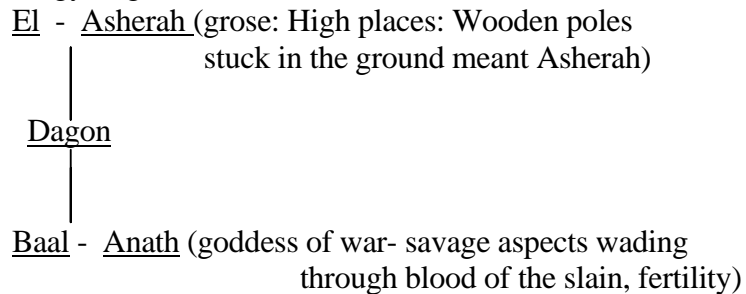 El - Asherah (grose: High places: Wooden poles
stuck in the ground meant Asherah)
Dagon
Baal - Anath (goddess of war- savage aspects wading
through blood of the slain, fertility)